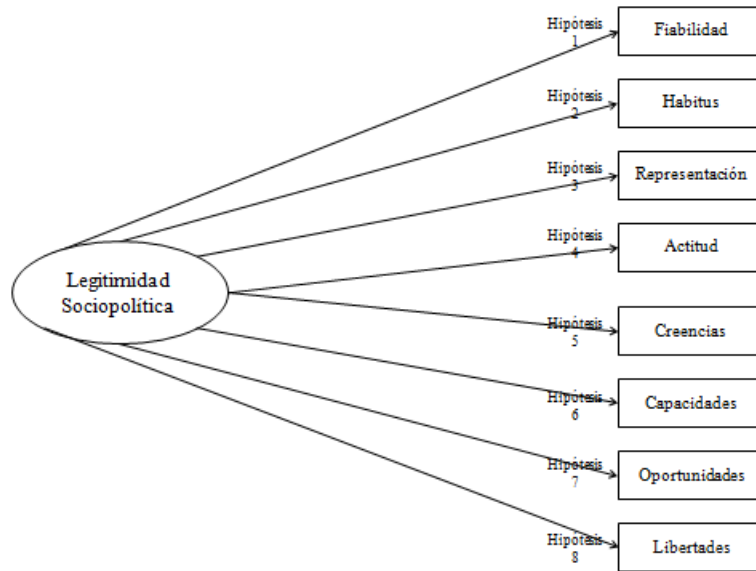 Hipótesis
1
Fiabilidad
Hipótesis
2
Habitus
Hipótesis
3
Representación
Hipótesis
4
Actitud
Legitimidad
Sociopolítica
Hipótesis
5
Creencias
Hipótesis
6
Capacidades
Hipótesis
7
Oportunidades
Hipótesis
8
Libertades